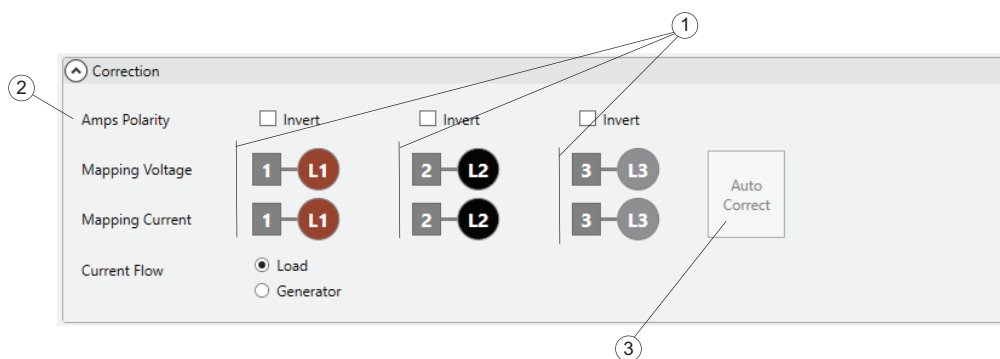 1
2
Correction
Amps Polarity Invert Invert Invert
Mapping Voltage 1 L1 2 L2 3 L3
Auto
Correct
Mapping Current 1 L1 2 L2 3 L3
Current Flow Load
Generator
3